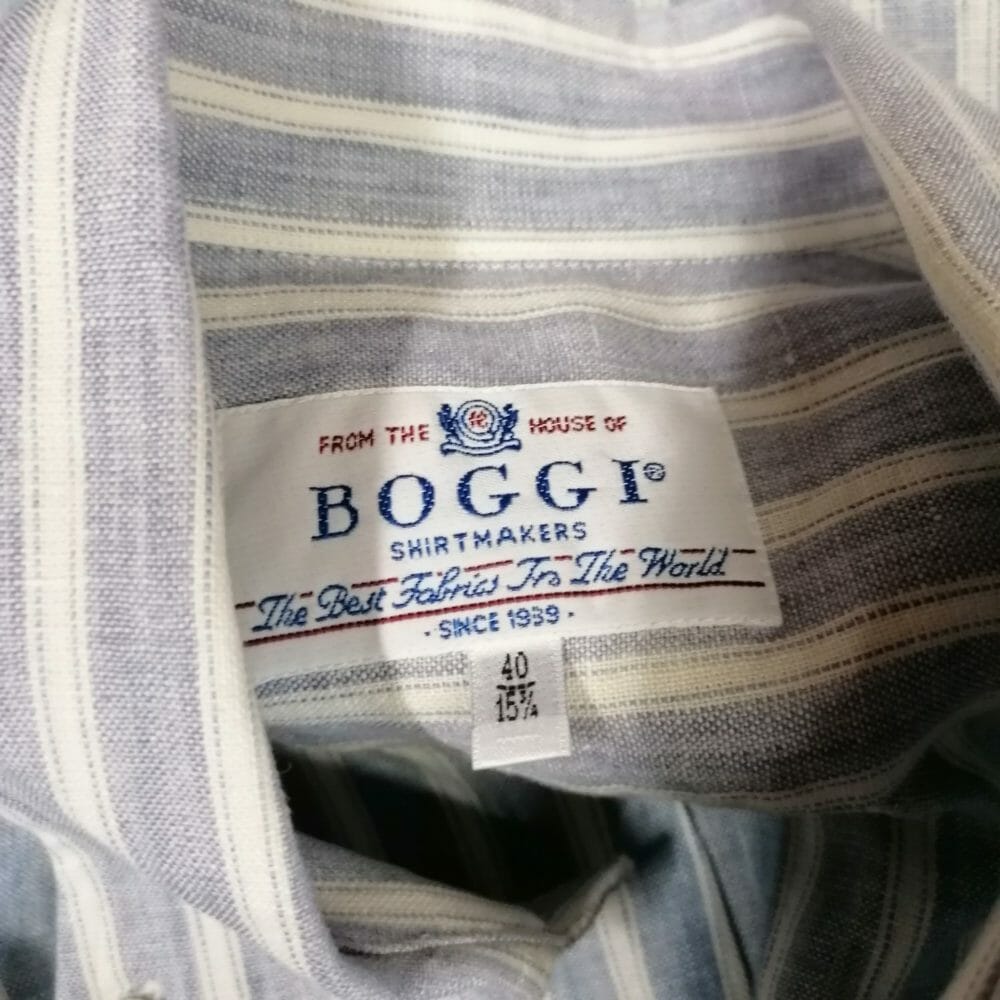 FROM THE HOUSE OF
BOGGI®
SHIRTMAKERS
The Best Fabrics In The World
· SINCE 1939 ·
40
15¾